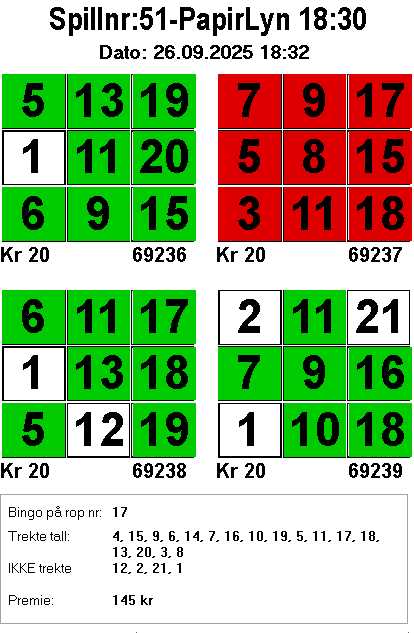 Spillnr:51-PapirLyn 18:30
Dato: 26.09.2025 18:32
5 13 19
1 11 20
6 9 15
Kr 20 69236
7 9 17
5 8 15
3 11 18
Kr 20 69237
6 11 17
1 13 18
5 12 19
Kr 20 69238
2 11 21
7 9 16
1 10 18
Kr 20 69239
Bingo på rop nr: 17
Trekte tall: 4, 15, 9, 6, 14, 7, 16, 10, 19, 5, 11, 17, 18,
13, 20, 3, 8
IKKE trekte 12, 2, 21, 1
Premie: 145 kr